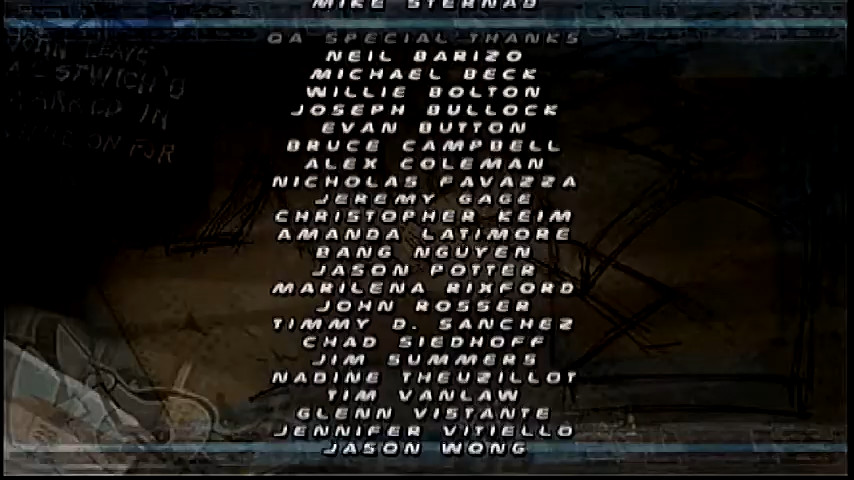 MIKE STERNAD
QA SPECIAL THANKS
NEIL BARIZO
MICHAEL BECK
WILLIE BOLTON
JOSEPH BULLOCK
EVAN BUTTON
BRUCE CAMPBELL
ALEX COLEMAN
NICHOLAS FAVAZZA
JEREMY GAGE
CHRISTOPHER KEIM
AMANDA LATIMORE
BANG NGUYEN
JASON POTTER
MARILENA RIXFORD
JOHN ROSSER
TIMMY D. SANCHEZ
CHAD SIEDHOFF
JIM SUMMERS
NADINE THEUZILLOT
TIM VANLAW
GLENN VISTANTE
JENNIFER VITIELLO
JASON WONG